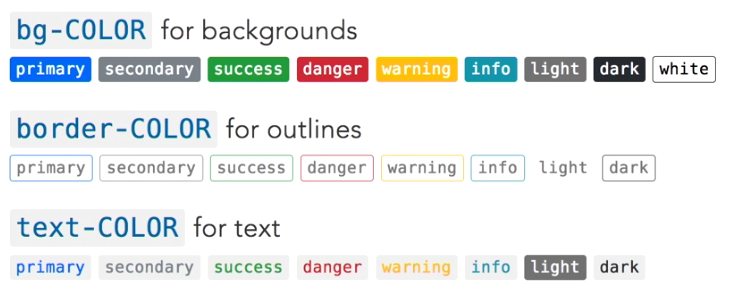 bg-COLOR for backgrounds
primary secondary success danger warning info light dark white
border-COLOR for outlines
primary secondary success danger warning info light dark
text-COLOR for text
primary secondary success danger warning info light dark